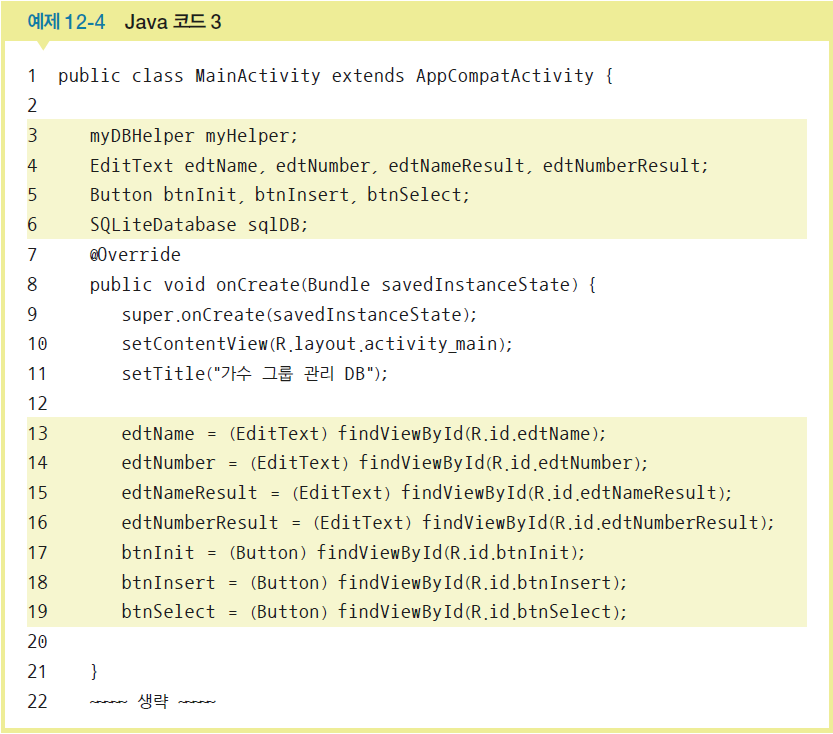 예제 12-4 Java 코드 3
1 public class MainActivity extends AppCompatActivity {
2
3 myDBHelper myHelper;
4 EditText edtName, edtNumber, edtNameResult, edtNumberResult;
5 Button btnInit, btnInsert, btnSelect;
6 SQLiteDatabase sqlDB;
7 @Override
8 public void onCreate(Bundle savedInstanceState) {
9 super.onCreate(savedInstanceState);
10 setContentView(R.layout.activity_main);
11 setTitle("가수 그룹 관리 DB");
12
13 edtName = (EditText) findViewById(R.id.edtName);
14 edtNumber = (EditText) findViewById(R.id.edtNumber);
15 edtNameResult = (EditText) findViewById(R.id.edtNameResult);
16 edtNumberResult = (EditText) findViewById(R.id.edtNumberResult);
17 btnInit = (Button) findViewById(R.id.btnInit);
18 btnInsert = (Button) findViewById(R.id.btnInsert);
19 btnSelect = (Button) findViewById(R.id.btnSelect);
20
21 }
22 ~~~~~ 생략 ~~~~~